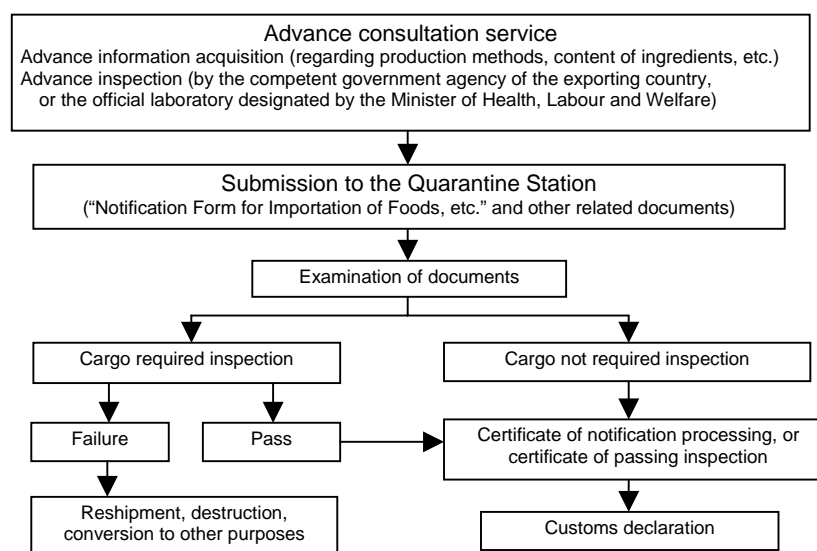 Advance consultation service
Advance information acquisition (regarding production methods, content of ingredients, etc.)
Advance inspection (by the competent government agency of the exporting country,
or the official laboratory designated by the Minister of Health, Labour and Welfare)
Submission to the Quarantine Station
(“Notification Form for Importation of Foods, etc.” and other related documents)
Examination of documents
Cargo required inspection
Cargo not required inspection
Failure
Pass
Certificate of notification processing, or
certificate of passing inspection
Reshipment, destruction,
conversion to other purposes
Customs declaration